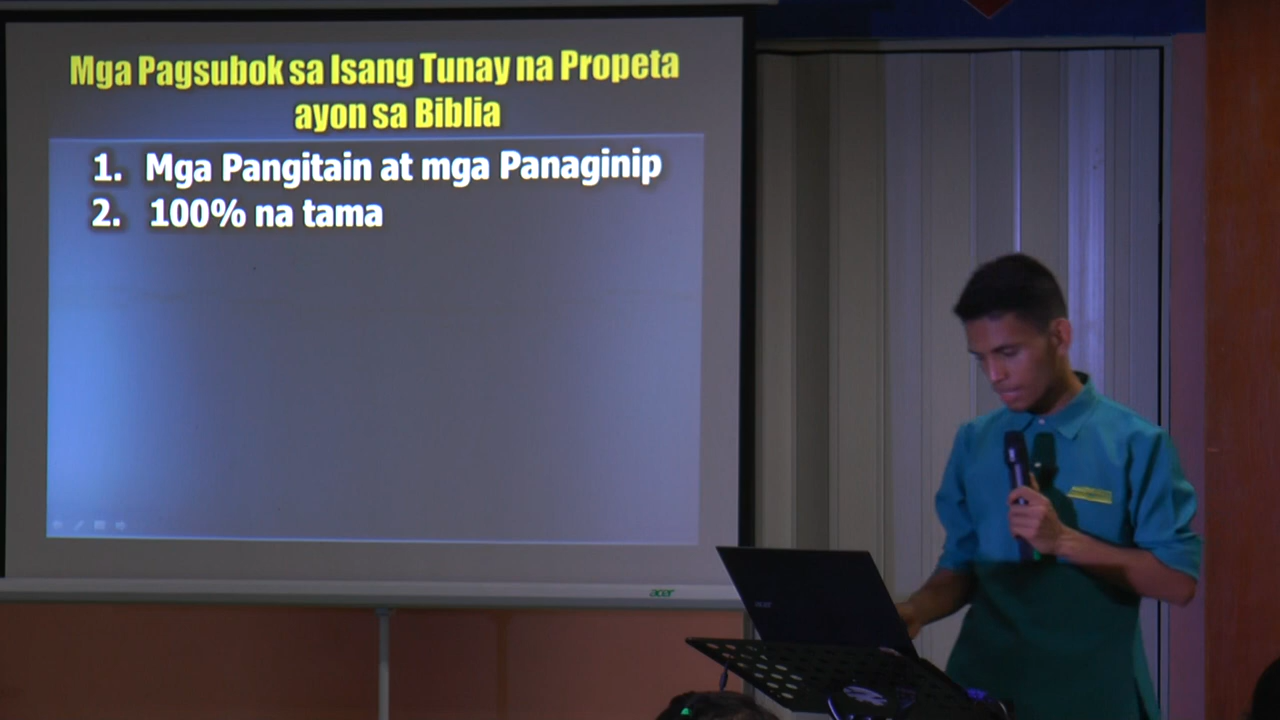 Mga Pagsubok sa Isang Tunay na Propeta
ayon sa Biblia
1. Mga Pangitain at mga Panaginip
2. 100% na tama
acer